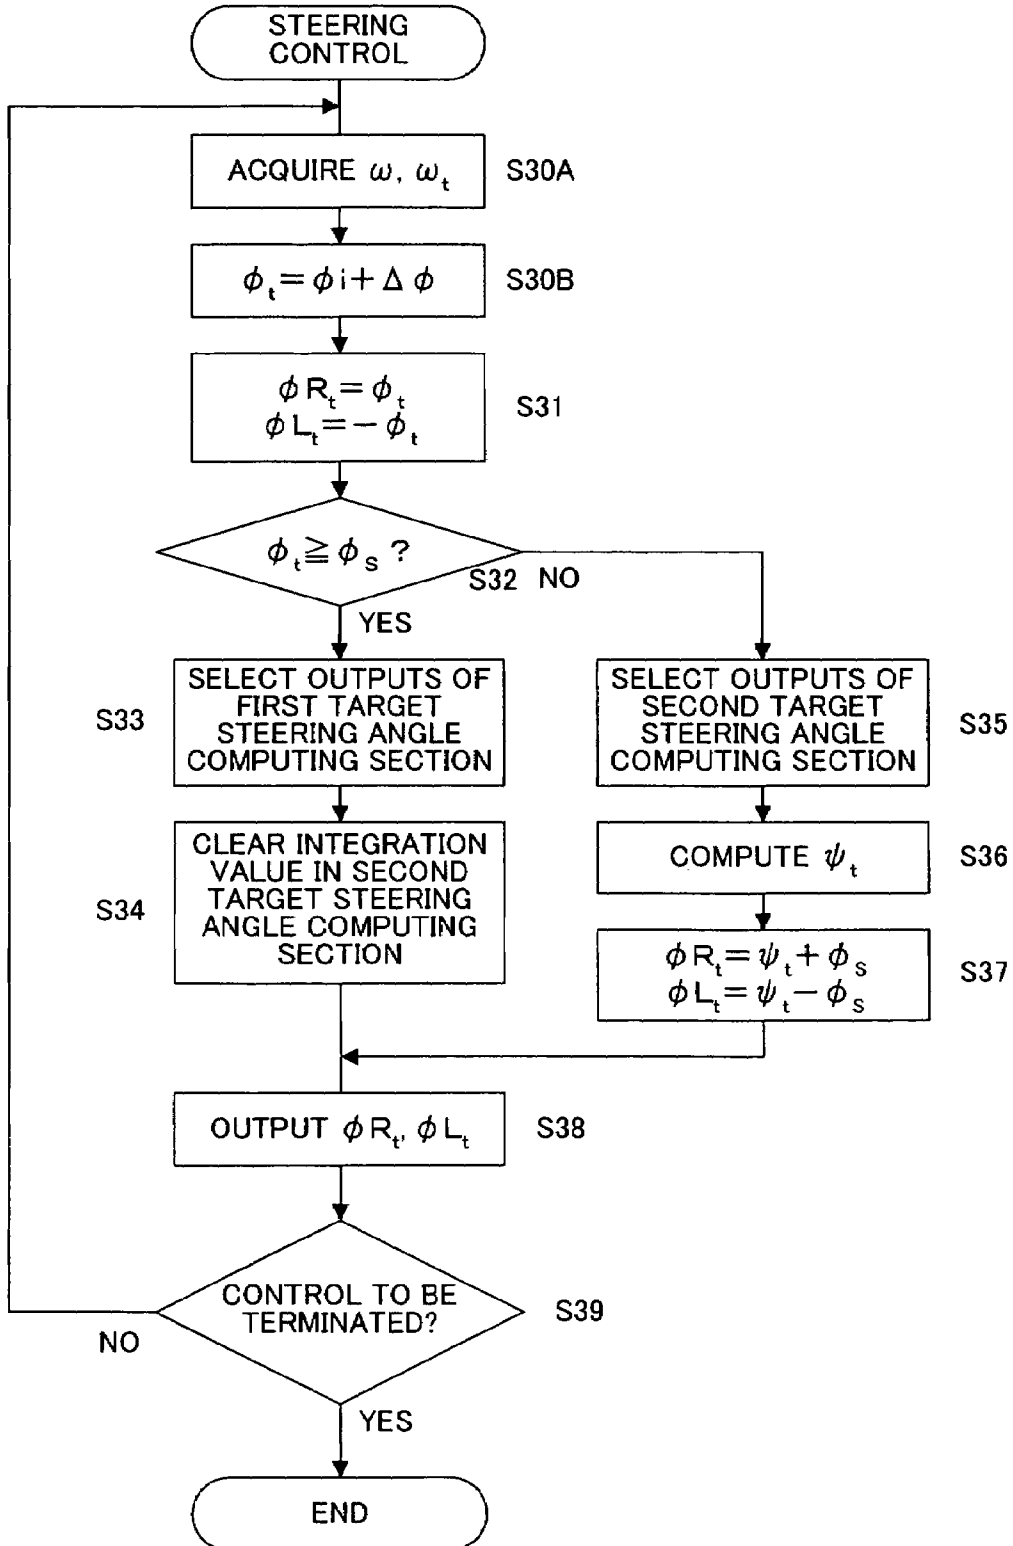 STEERING
CONTROL
ACQUIRE ω, ωt S30A
ϕt = ϕi + Δϕ S30B
ϕRt = ϕt
ϕLt = − ϕt
S31
ϕt ≧ ϕS ?
S32 NO
YES
SELECT OUTPUTS OF
FIRST TARGET
STEERING ANGLE
COMPUTING SECTION
S33
SELECT OUTPUTS OF
SECOND TARGET
STEERING ANGLE
COMPUTING SECTION
S35
CLEAR INTEGRATION
VALUE IN SECOND
TARGET STEERING
ANGLE COMPUTING
SECTION
S34
COMPUTE ψt S36
ϕRt = ψt + ϕS
ϕLt = ψt − ϕS
S37
OUTPUT ϕRt, ϕLt S38
CONTROL TO BE
TERMINATED?
S39
NO
YES
END